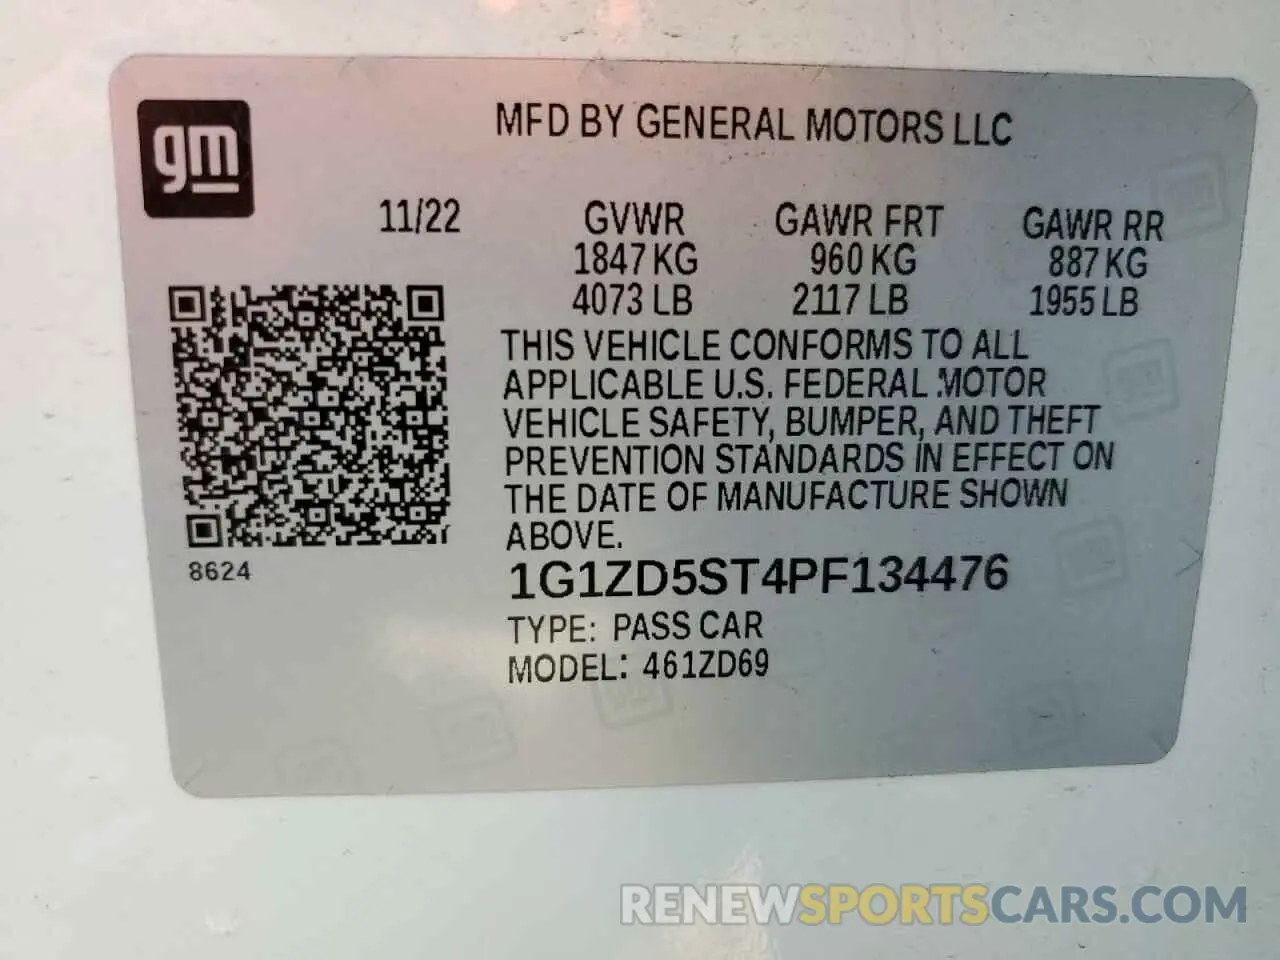 gm
MFD BY GENERAL MOTORS LLC
11/22 GVWR GAWR FRT GAWR RR
1847 KG 960 KG 887 KG
4073 LB 2117 LB 1955 LB
THIS VEHICLE CONFORMS TO ALL
APPLICABLE U.S. FEDERAL MOTOR
VEHICLE SAFETY, BUMPER, AND THEFT
PREVENTION STANDARDS IN EFFECT ON
THE DATE OF MANUFACTURE SHOWN
ABOVE.
8624
1G1ZD5ST4PF134476
TYPE: PASS CAR
MODEL: 461ZD69
RENEWSPORTSCARS.COM